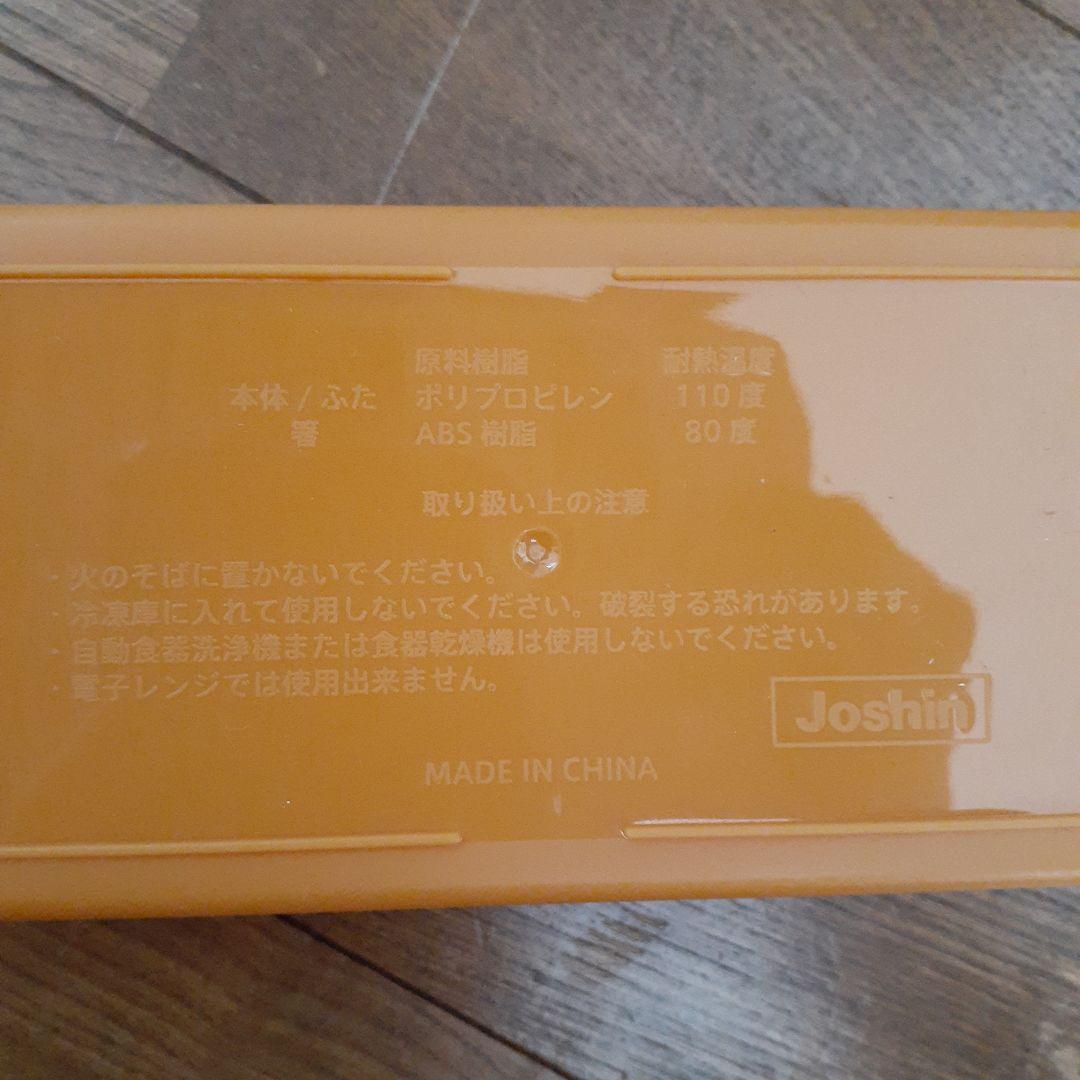 原料樹脂 耐熱温度
本体 / ふた ポリプロピレン 110 度
箸 ABS 樹脂 80 度
取り扱い上の注意
・火のそばに置かないでください。
・冷凍庫に入れて使用しないでください。破裂する恐れがあります。
・自動食器洗浄機または食器乾燥機は使用しないでください。
・電子レンジでは使用出来ません。
Joshin
MADE IN CHINA